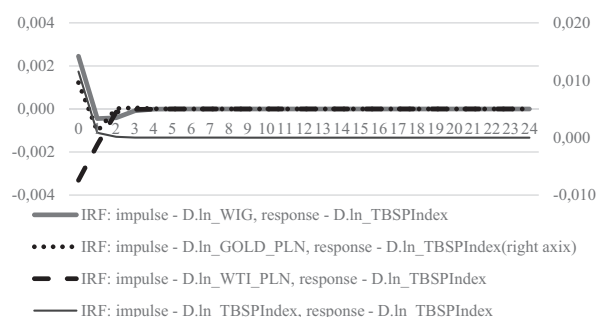 0,004 0,020
0,002 0,010
0,000
0 1 2 3 4 5 6 7 8 9 10 11 12 13 14 15 16 17 18 19 20 21 22 23 24 0,000
-0,002
-0,004 -0,010
IRF: impulse - D.ln_WIG, response - D.ln_TBSPIndex
IRF: impulse - D.ln_GOLD_PLN, response - D.ln_TBSPIndex(right axix)
IRF: impulse - D.ln_WTI_PLN, response - D.ln_TBSPIndex
IRF: impulse - D.ln_TBSPIndex, response - D.ln_TBSPIndex